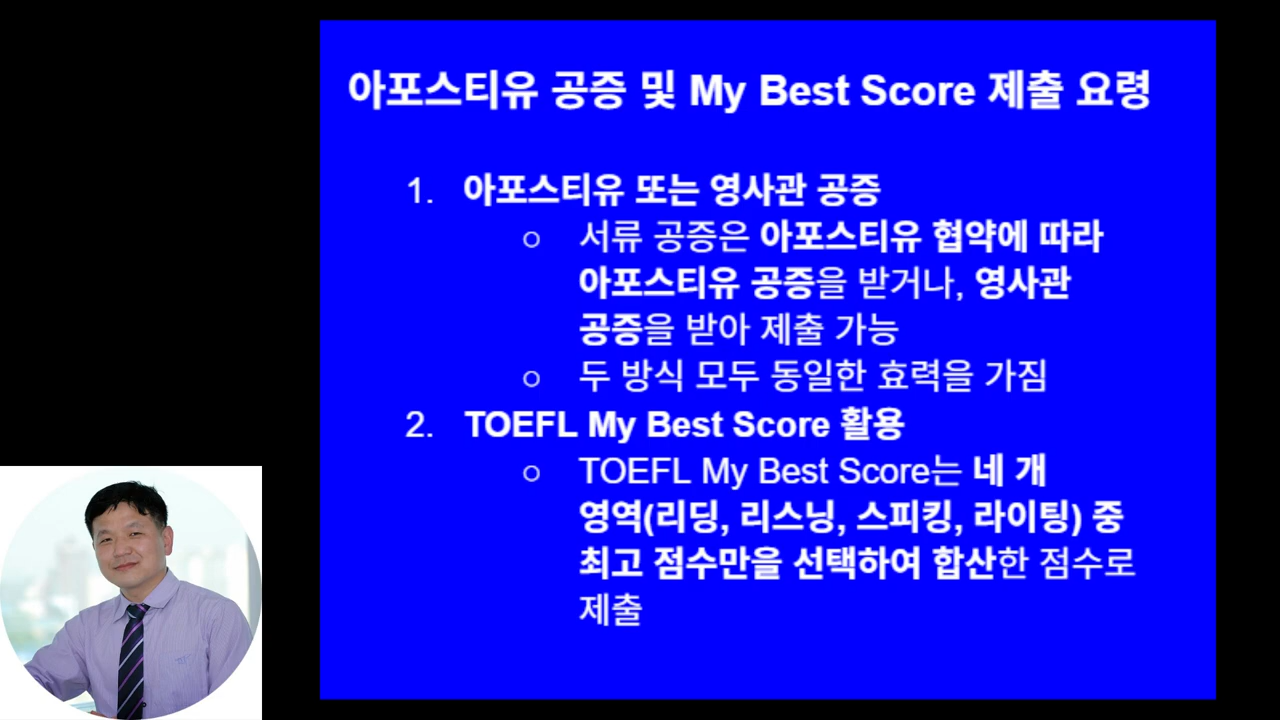 아포스티유 공증 및 My Best Score 제출 요령
1. 아포스티유 또는 영사관 공증
○ 서류 공증은 아포스티유 협약에 따라
아포스티유 공증을 받거나, 영사관
공증을 받아 제출 가능
○ 두 방식 모두 동일한 효력을 가짐
2. TOEFL My Best Score 활용
○ TOEFL My Best Score는 네 개
영역(리딩, 리스닝, 스피킹, 라이팅) 중
최고 점수만을 선택하여 합산한 점수로
제출